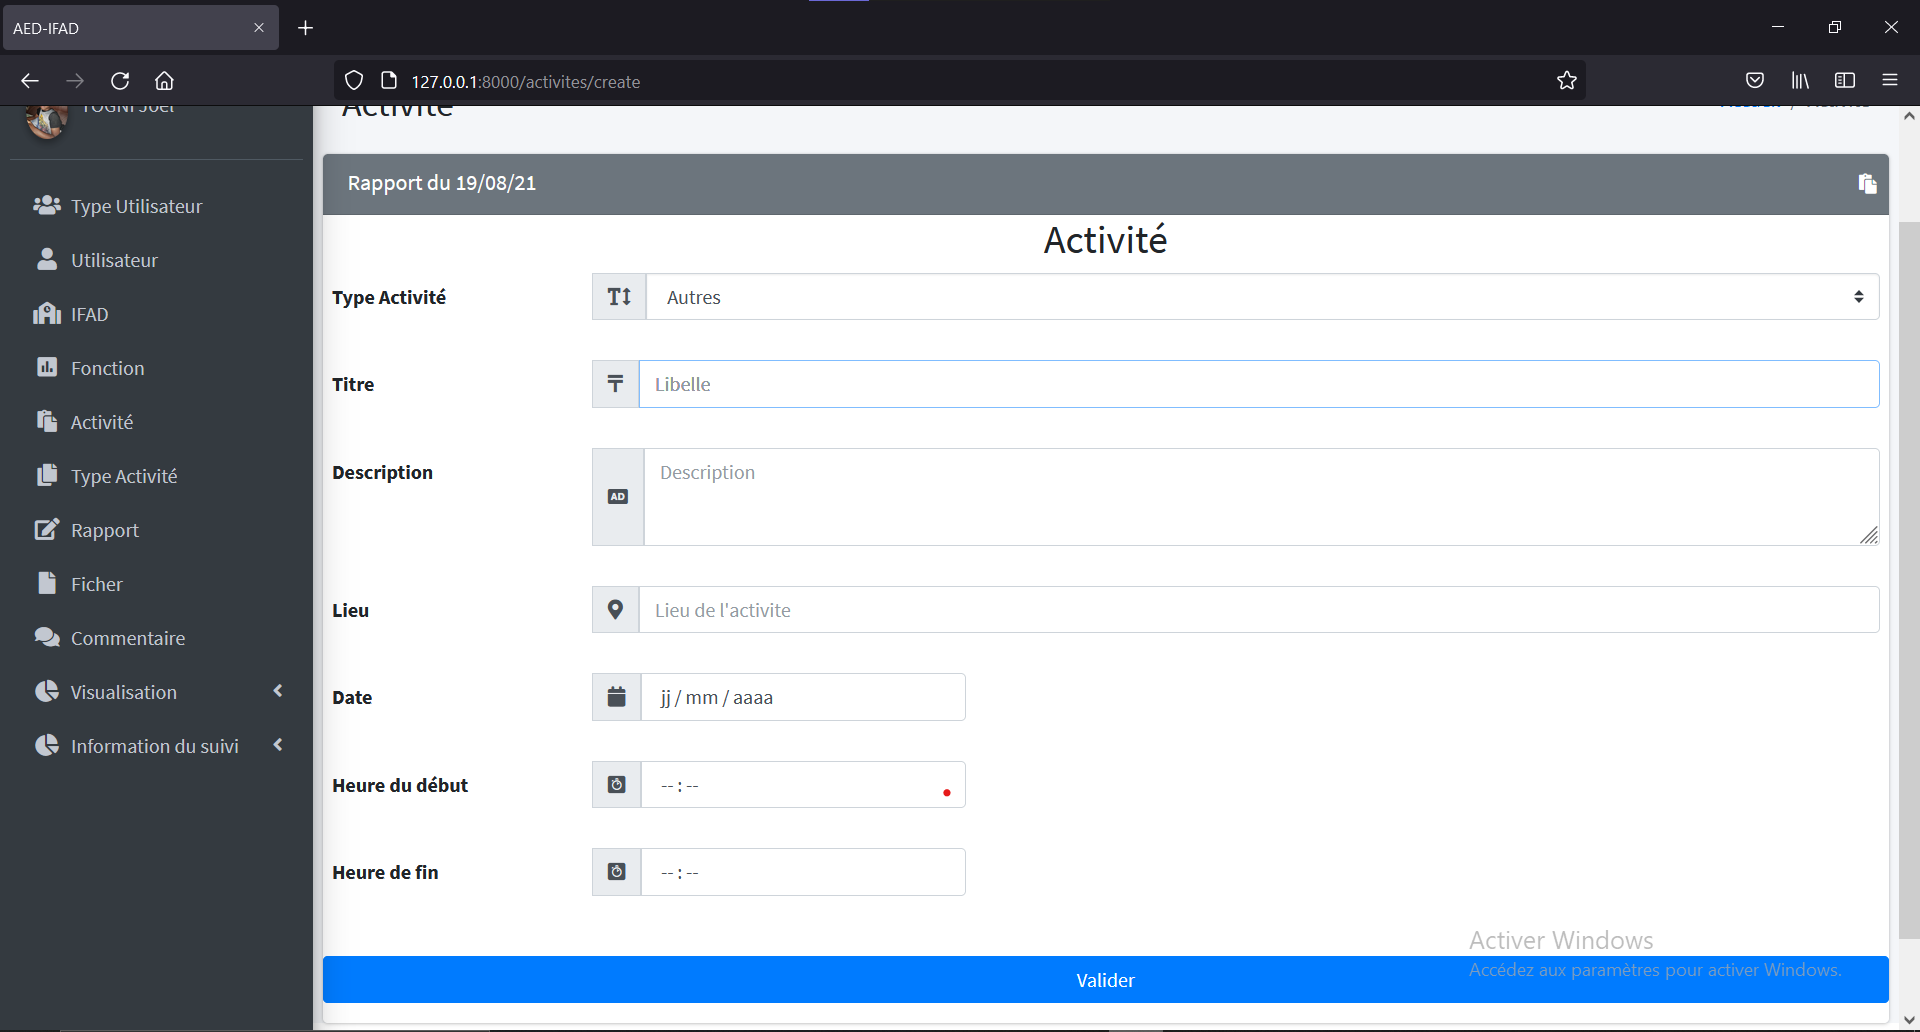 AED-IFAD
127.0.0.1:8000/activites/create
Activité
Type Utilisateur
Utilisateur
IFAD
Fonction
Activité
Type Activité
Rapport
Ficher
Commentaire
Visualisation
Information du suivi
Rapport du 19/08/21
Activité
Type Activité
Autres
Titre
Libelle
Description
AD
Description
Lieu
Lieu de l'activite
Date
jj / mm / aaaa
Heure du début
-- : --
Heure de fin
-- : --
Activer Windows
Accédez aux paramètres pour activer Windows.
Valider